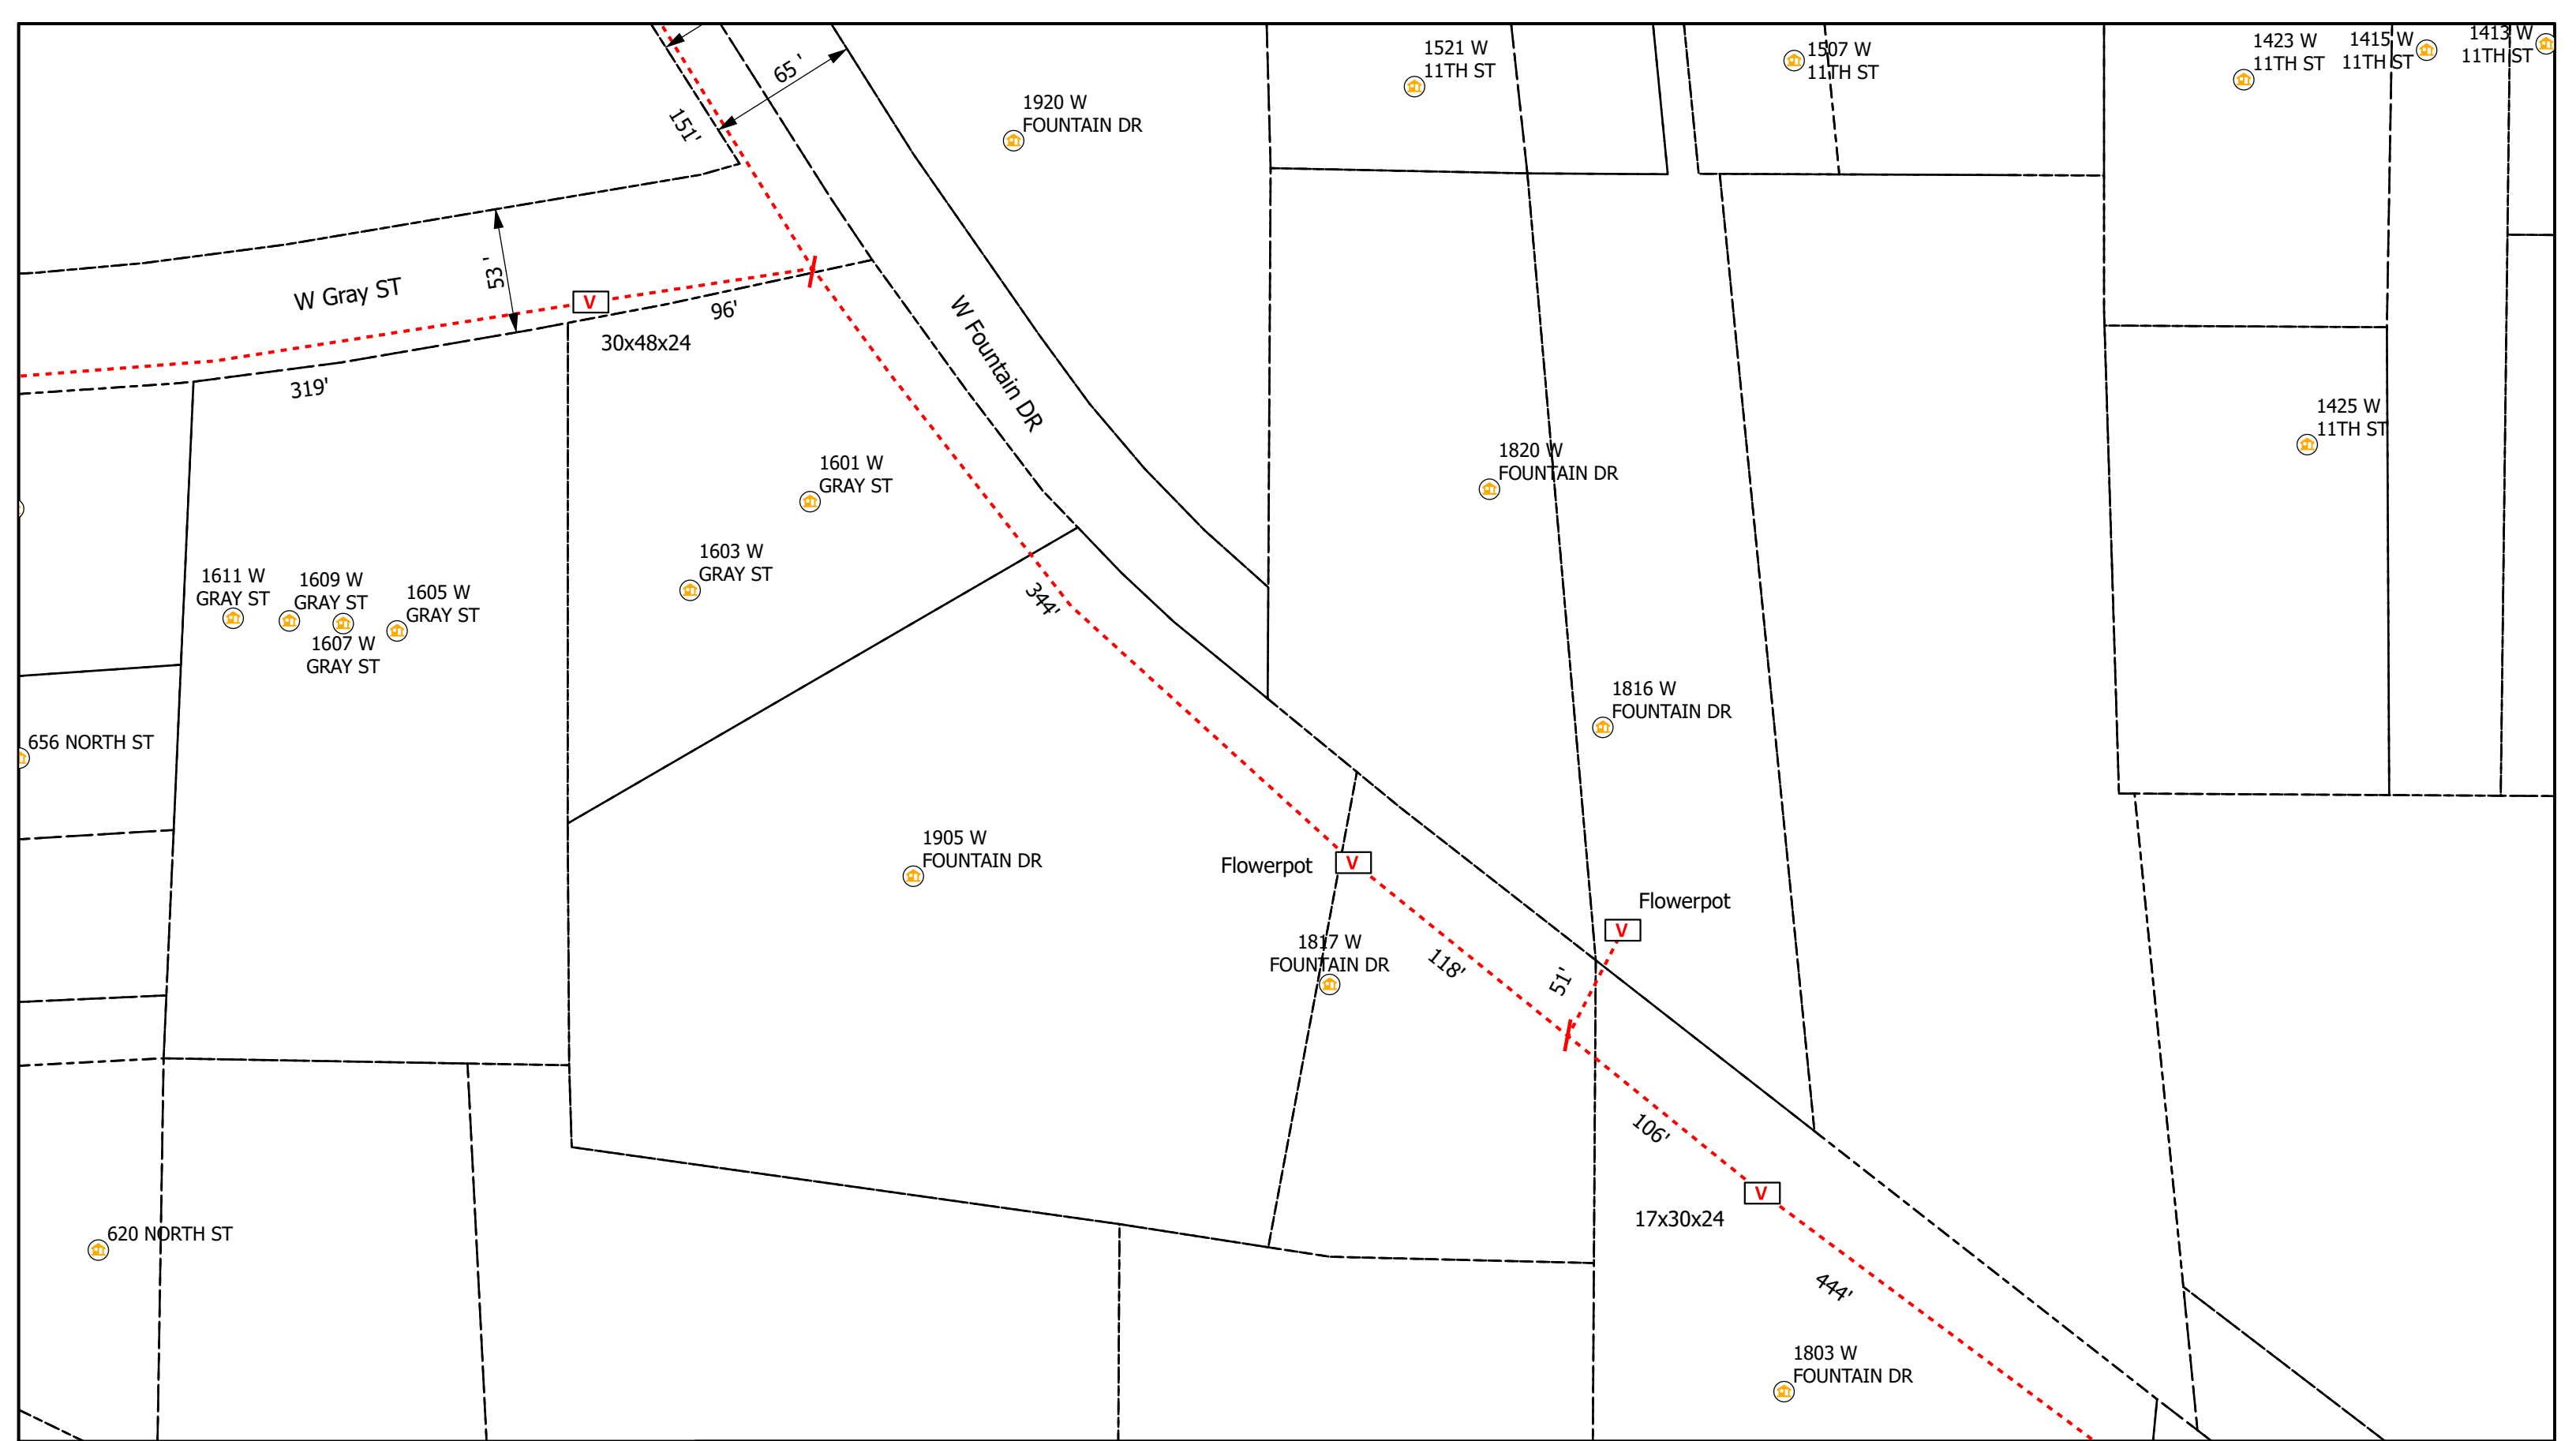 1413 W
11TH ST
1415 W
11TH ST
1423 W
11TH ST
1507 W
11TH ST
1521 W
11TH ST
65 '
1920 W
FOUNTAIN DR
151'
53 '
W Gray ST
V
96'
30x48x24
319'
W Fountain DR
1425 W
11TH ST
1820 W
FOUNTAIN DR
1601 W
GRAY ST
1603 W
GRAY ST
344'
1611 W
GRAY ST
1609 W
GRAY ST
1605 W
GRAY ST
1607 W
GRAY ST
1816 W
FOUNTAIN DR
656 NORTH ST
1905 W
FOUNTAIN DR
Flowerpot
V
Flowerpot
V
1817 W
FOUNTAIN DR
118'
51'
106'
V
17x30x24
620 NORTH ST
444'
1803 W
FOUNTAIN DR